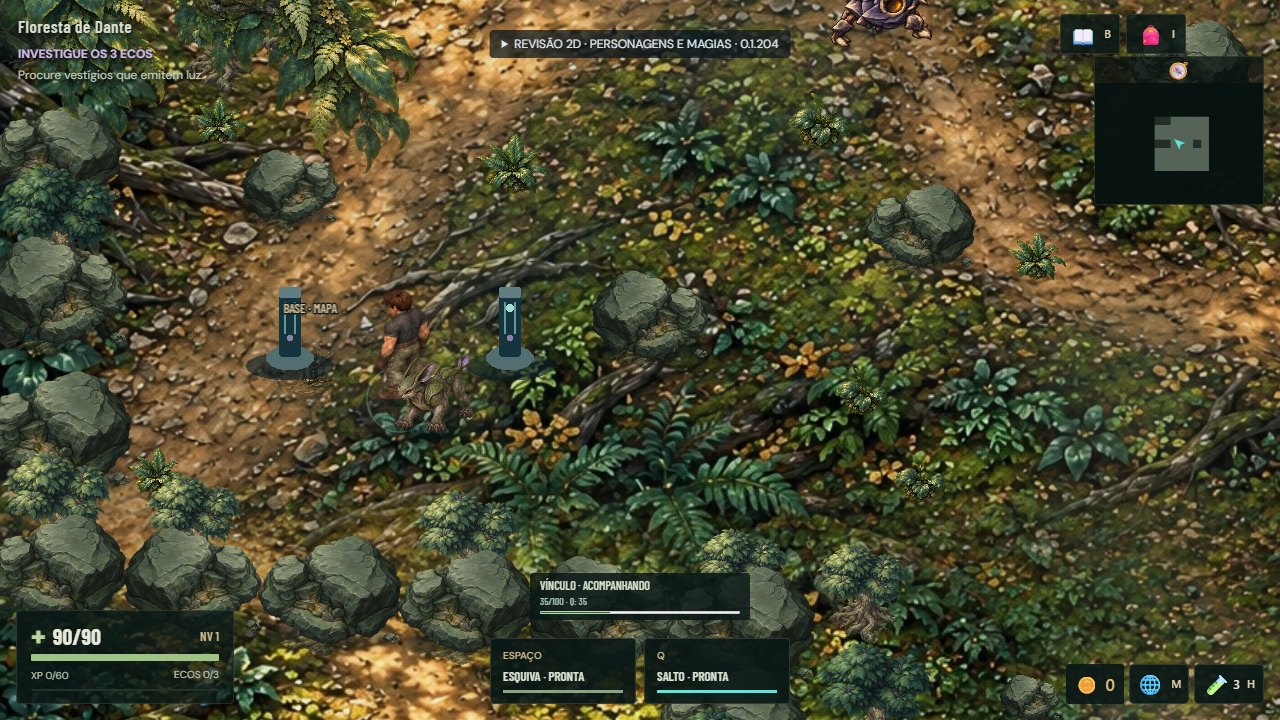 Floresta de Dante
INVESTIGUE OS 3 ECOS
Procure vestígios que emitem luz.
▶ REVISÃO 2D · PERSONAGENS E MAGIAS · 0.1.204
B
I
BASE · MAPA
VÍNCULO · ACOMPANHANDO
35/100 · Q: 35
+ 90/90
NV 1
XP 0/60
ECOS 0/3
ESPAÇO
ESQUIVA · PRONTA
Q
SALTO · PRONTA
0
M
3 H